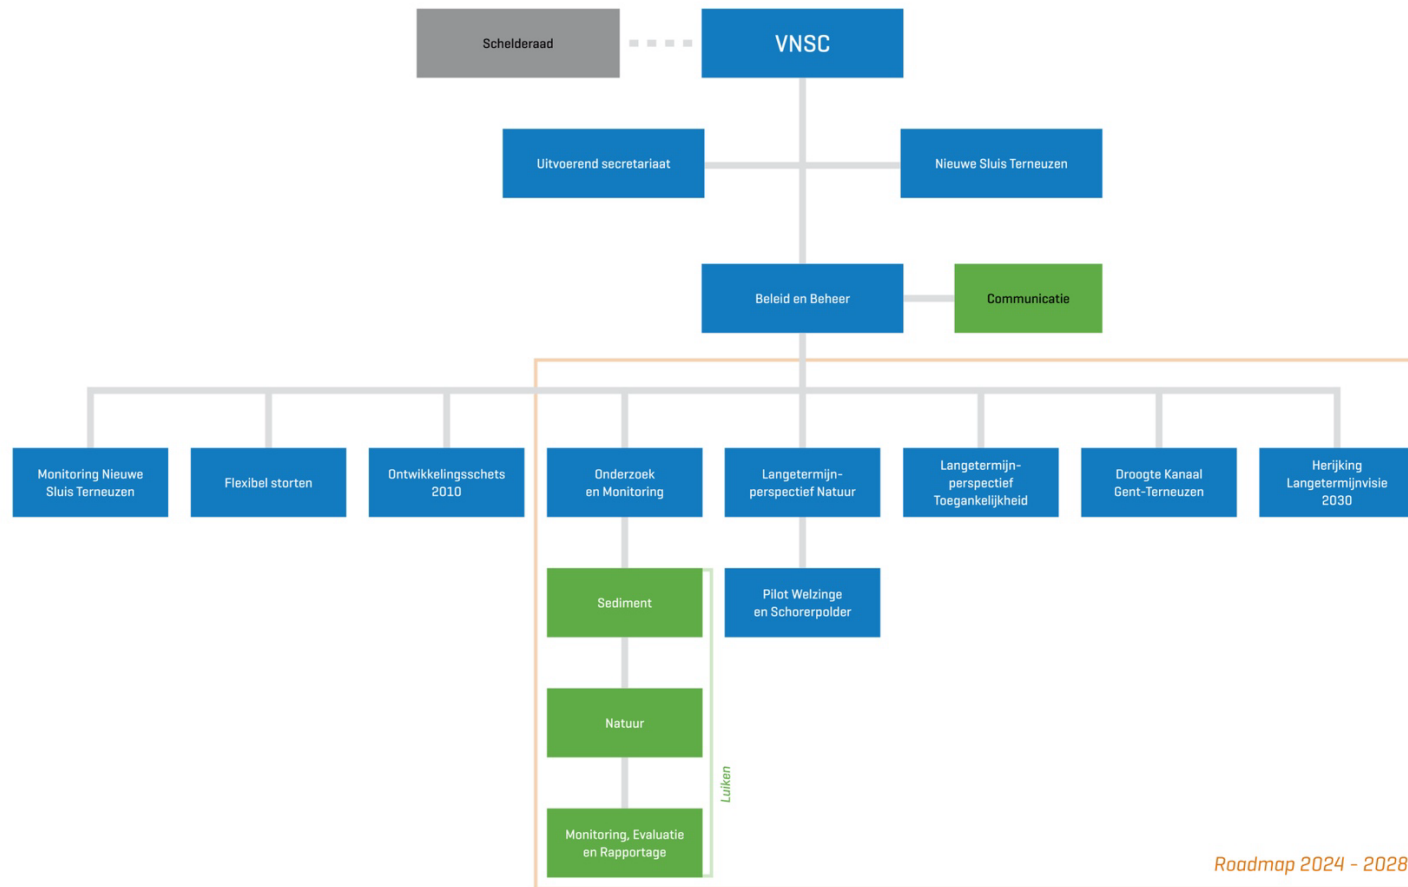 Schelderaad
VNSC
Uitvoerend secretariaat
Nieuwe Sluis Terneuzen
Beleid en Beheer
Communicatie
Monitoring Nieuwe
Sluis Terneuzen
Flexibel storten
Ontwikkelingsschets
2010
Onderzoek
en Monitoring
Langetermijn-
perspectief Natuur
Langetermijn-
perspectief
Toegankelijkheid
Droogte Kanaal
Gent-Terneuzen
Herijking
Langetermijnvisie
2030
Sediment
Pilot Welzinge
en Schorerpolder
Natuur
Luiken
Monitoring, Evaluatie
en Rapportage
Roadmap 2024 - 2028